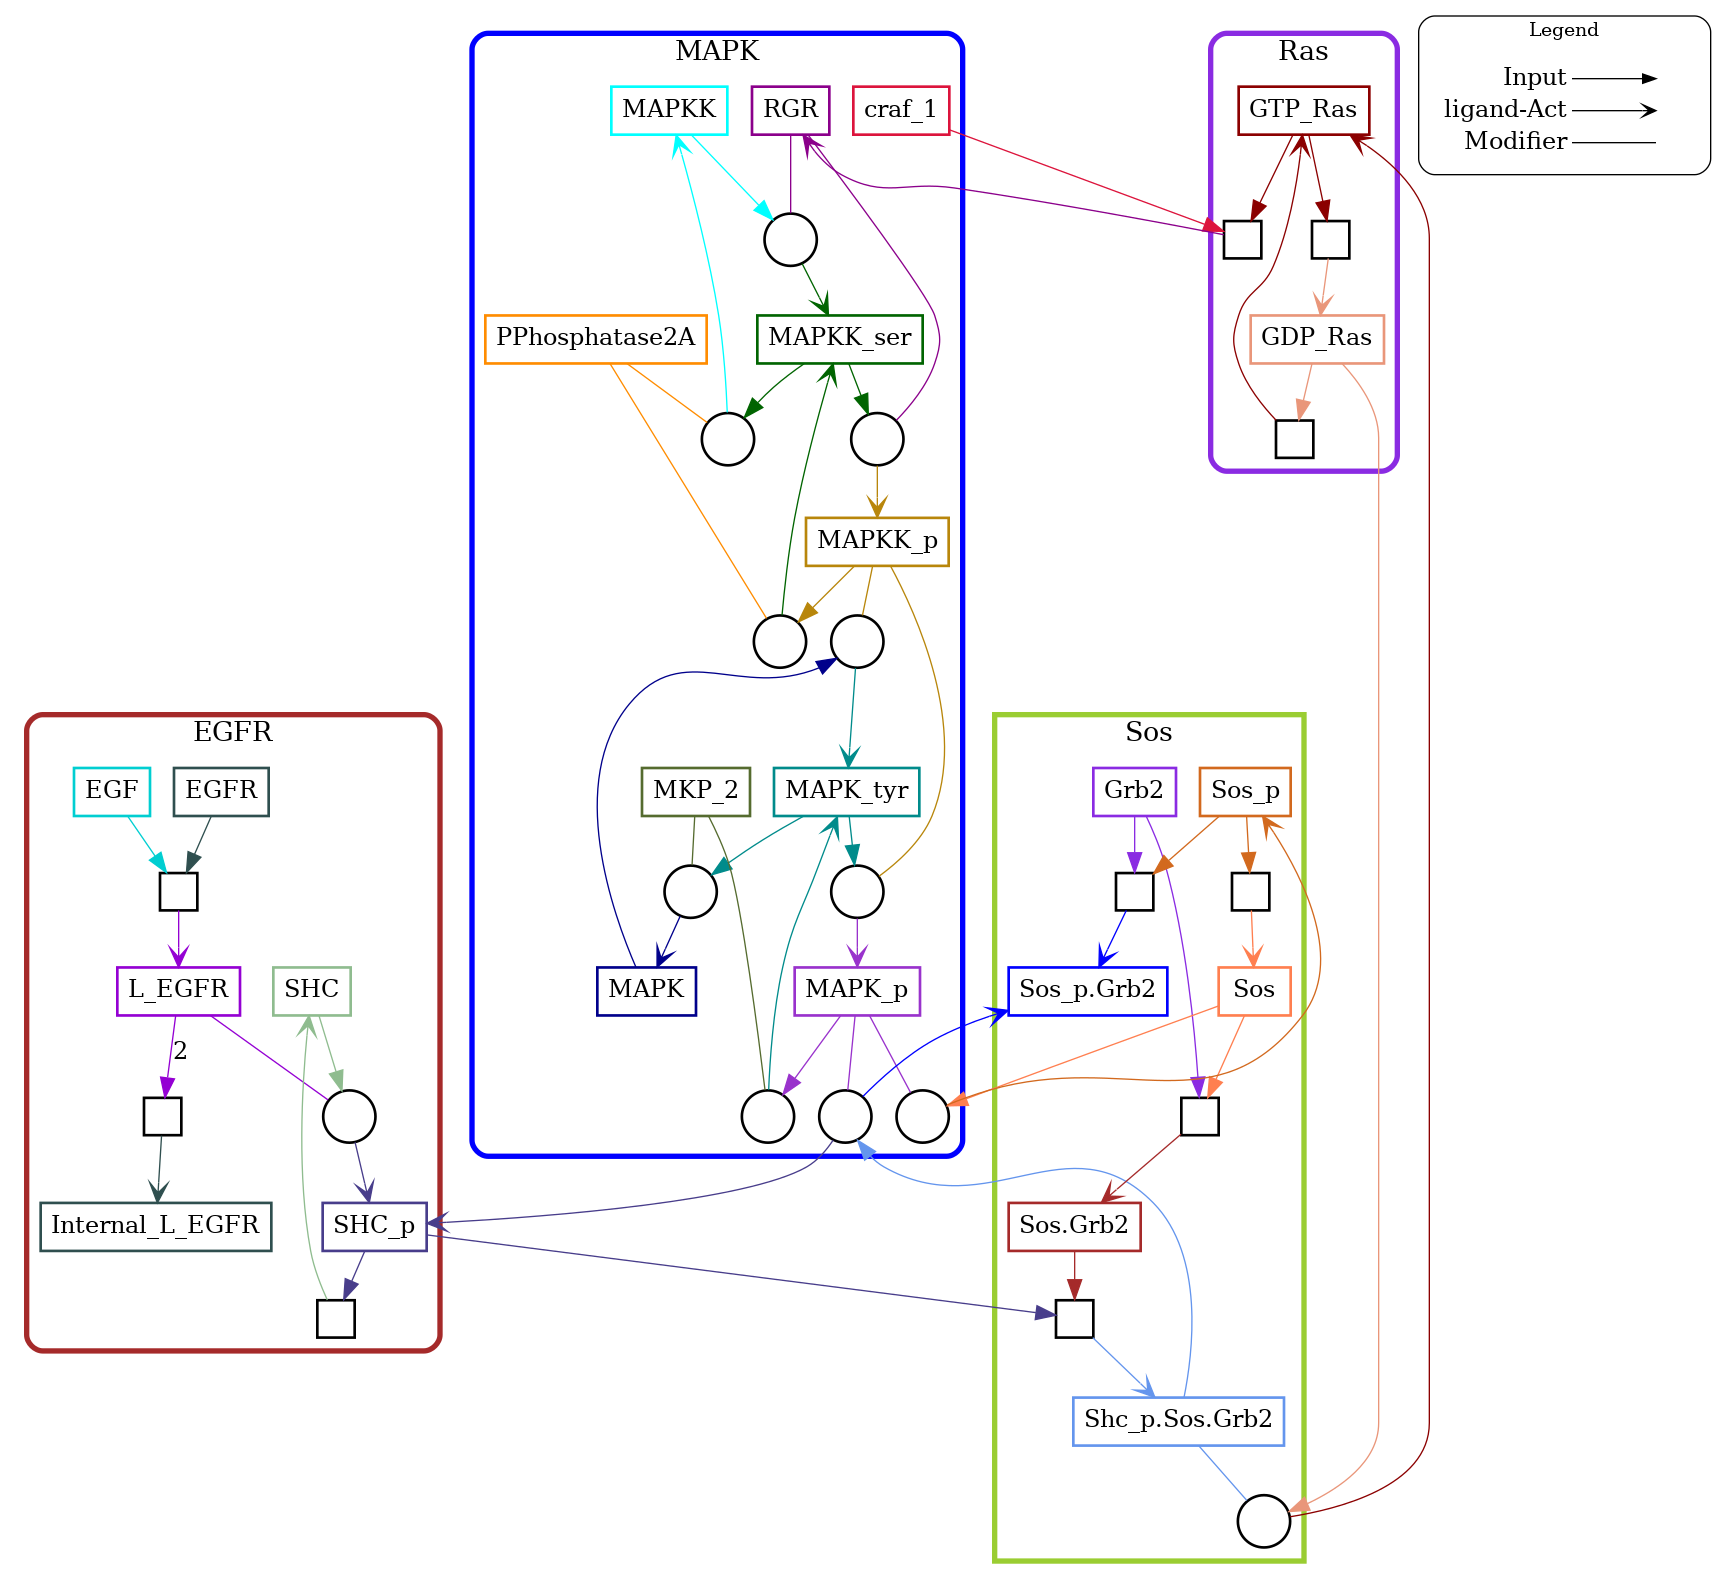 MAPK
Ras
Legend
Input
ligand-Act
Modifier
MAPKK
RGR
craf_1
GTP_Ras
PPhosphatase2A
MAPKK_ser
GDP_Ras
MAPKK_p
EGFR
Sos
EGF
EGFR
MKP_2
MAPK_tyr
Grb2
Sos_p
L_EGFR
SHC
MAPK
MAPK_p
Sos_p.Grb2
Sos
2
Internal_L_EGFR
SHC_p
Sos.Grb2
Shc_p.Sos.Grb2